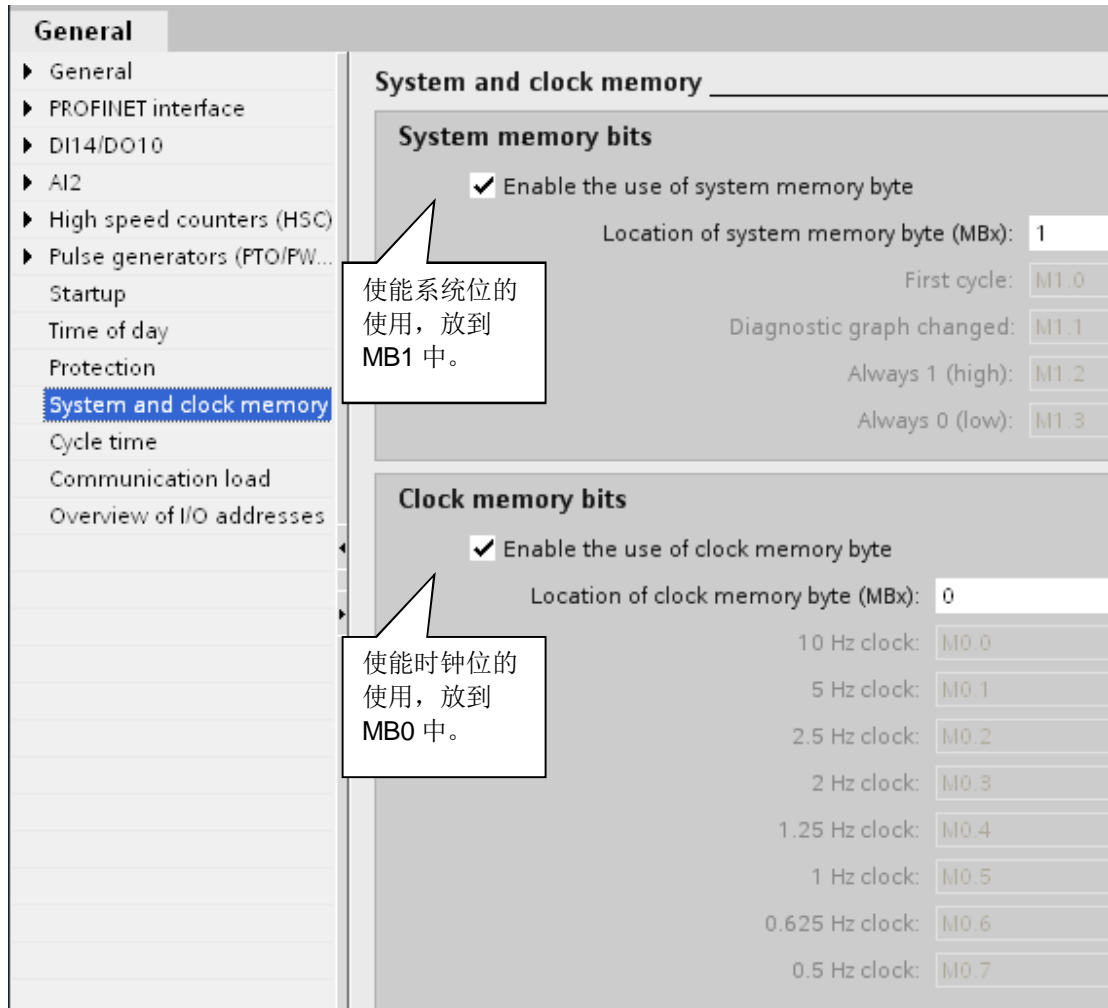 General
General
PROFINET interface
DI14/DO10
AI2
High speed counters (HSC)
Pulse generators (PTO/PW...
Startup
Time of day
Protection
System and clock memory
Cycle time
Communication load
Overview of I/O addresses
System and clock memory
System memory bits
Enable the use of system memory byte
Location of system memory byte (MBx): 1
First cycle: M1.0
Diagnostic graph changed: M1.1
Always 1 (high): M1.2
Always 0 (low): M1.3
使能系统位的
使用，放到
MB1 中。
Clock memory bits
Enable the use of clock memory byte
Location of clock memory byte (MBx): 0
10 Hz clock: M0.0
5 Hz clock: M0.1
2.5 Hz clock: M0.2
2 Hz clock: M0.3
1.25 Hz clock: M0.4
1 Hz clock: M0.5
0.625 Hz clock: M0.6
0.5 Hz clock: M0.7
使能时钟位的
使用，放到
MB0 中。